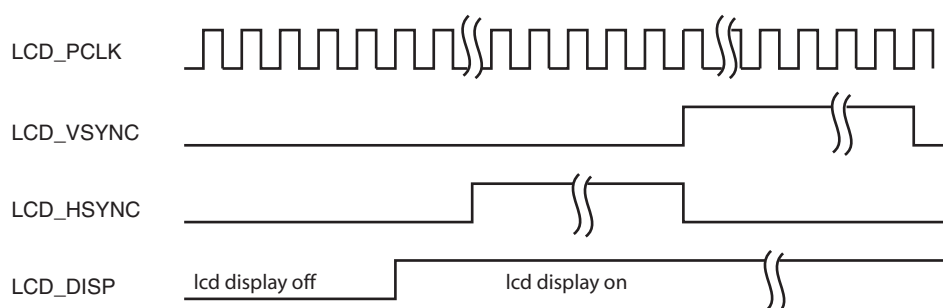 LCD_PCLK
LCD_VSYNC
LCD_HSYNC
LCD_DISP
lcd display off
lcd display on